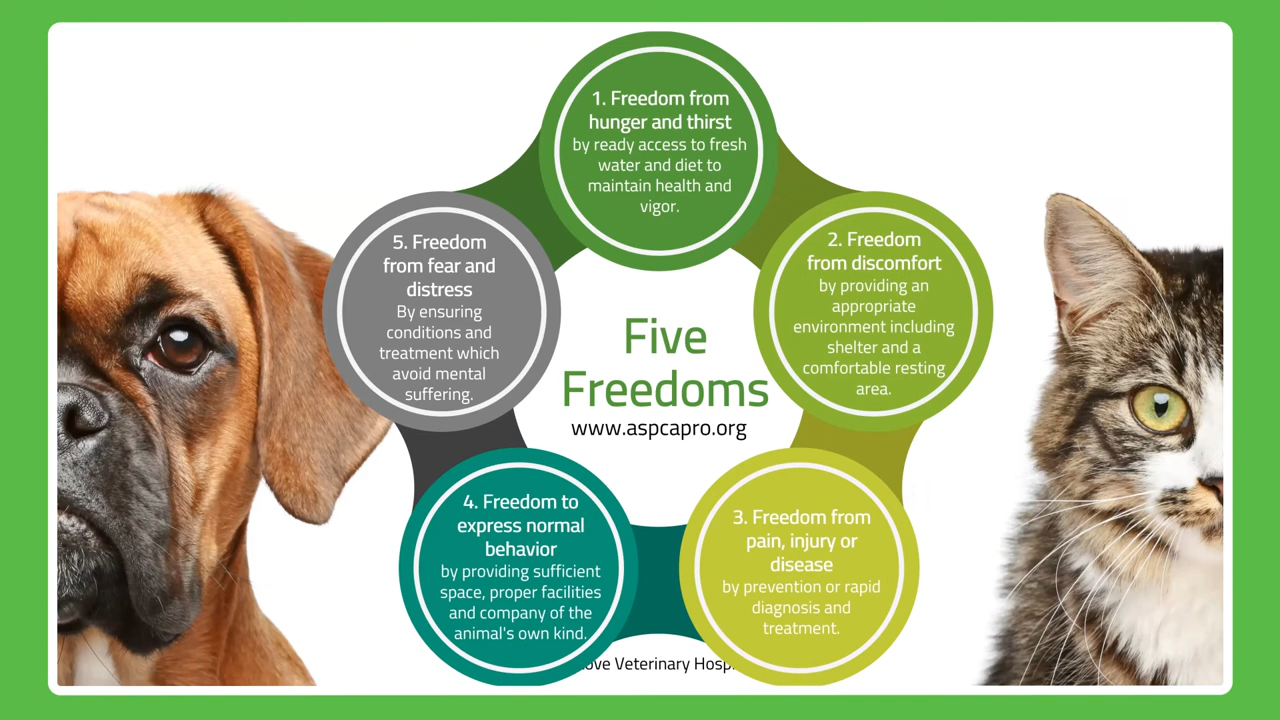 1. Freedom from
hunger and thirst
by ready access to fresh
water and diet to
maintain health and
vigor.
2. Freedom
from discomfort
by providing an
appropriate
environment including
shelter and a
comfortable resting
area.
3. Freedom from
pain, injury or
disease
by prevention or rapid
diagnosis and
treatment.
4. Freedom to
express normal
behavior
by providing sufficient
space, proper facilities
and company of the
animal's own kind.
5. Freedom
from fear and
distress
By ensuring
conditions and
treatment which
avoid mental
suffering.
Five
Freedoms
www.aspcapro.org
Veterinary